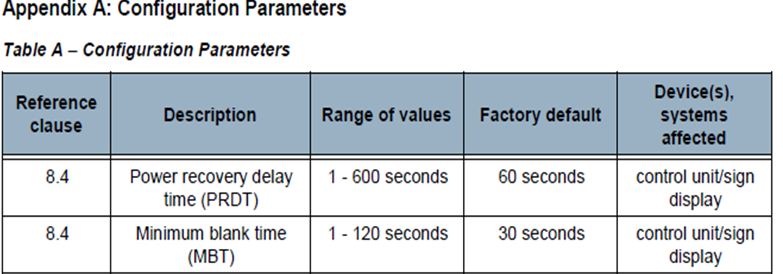 Appendix A: Configuration Parameters
Table A – Configuration Parameters
Reference clause
Description
Range of values
Factory default
Device(s), systems affected
8.4
Power recovery delay time (PRDT)
1 - 600 seconds
60 seconds
control unit/sign display
8.4
Minimum blank time (MBT)
1 - 120 seconds
30 seconds
control unit/sign display